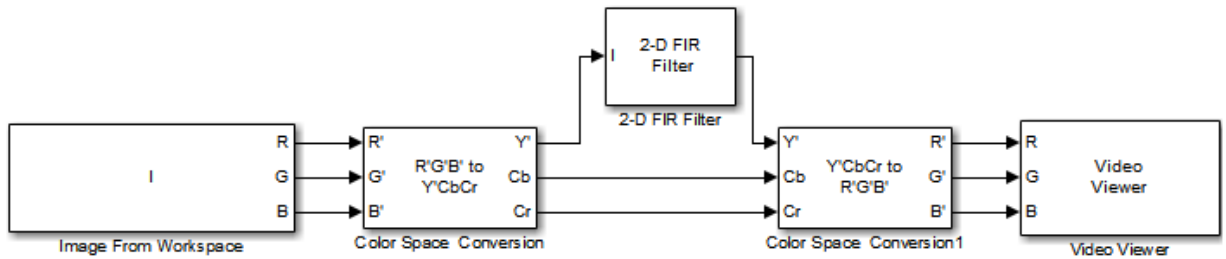 2-D FIR
Filter
I
2-D FIR Filter
I
R
G
B
Image From Workspace
R'
G'
B'
R'G'B' to
Y'CbCr
Y'
Cb
Cr
Color Space Conversion
Y'
Cb
Cr
Y'CbCr to
R'G'B'
R'
G'
B'
Color Space Conversion1
R
G
B
Video
Viewer
Video Viewer